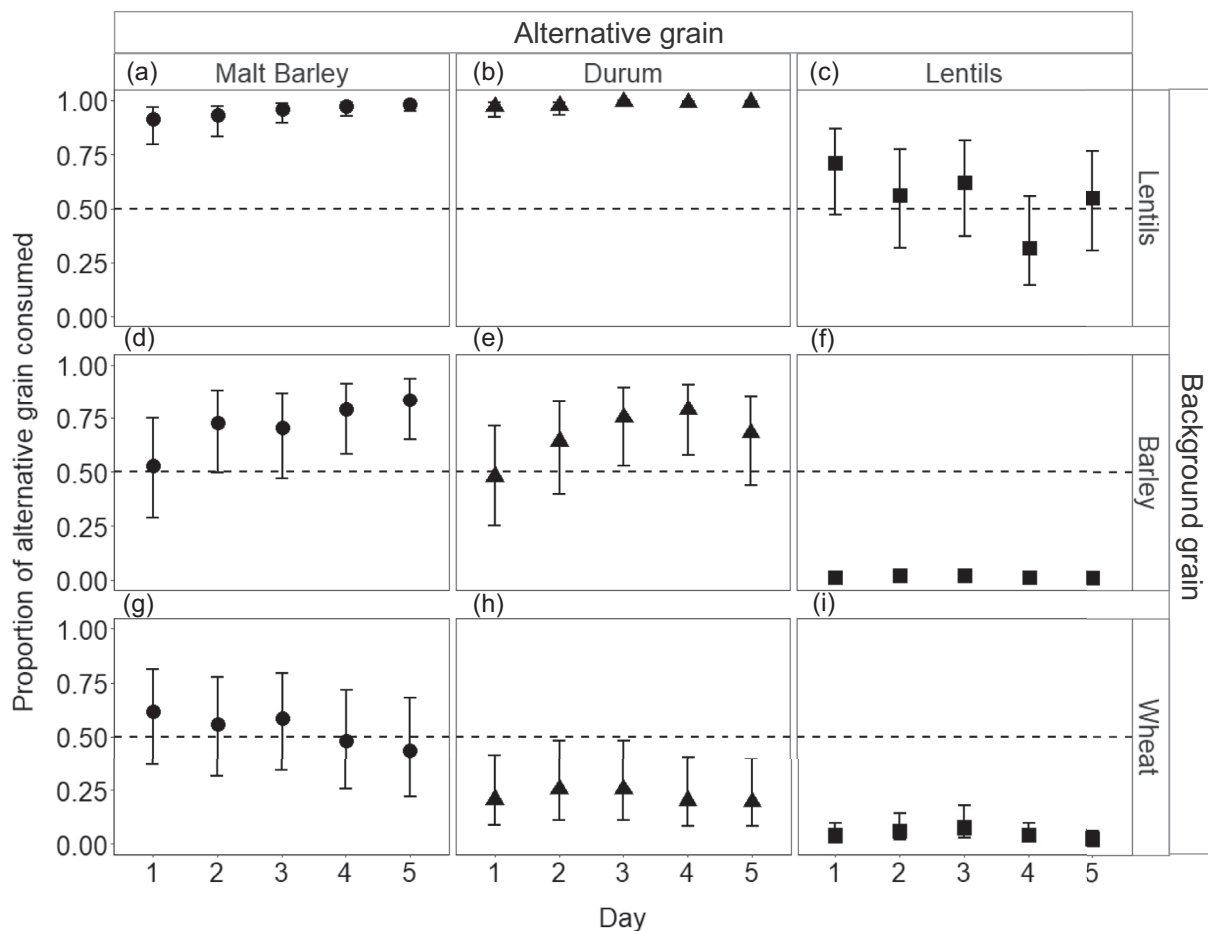 Alternative grain
(a) Malt Barley
(b) Durum
(c) Lentils
Proportion of alternative grain consumed
1.00
0.75
0.50
0.25
0.00
Lentils
(d)
(e)
(f)
1.00
0.75
0.50
0.25
0.00
Barley
Background grain
(g)
(h)
(i)
1.00
0.75
0.50
0.25
0.00
Wheat
1 2 3 4 5
1 2 3 4 5
1 2 3 4 5
Day